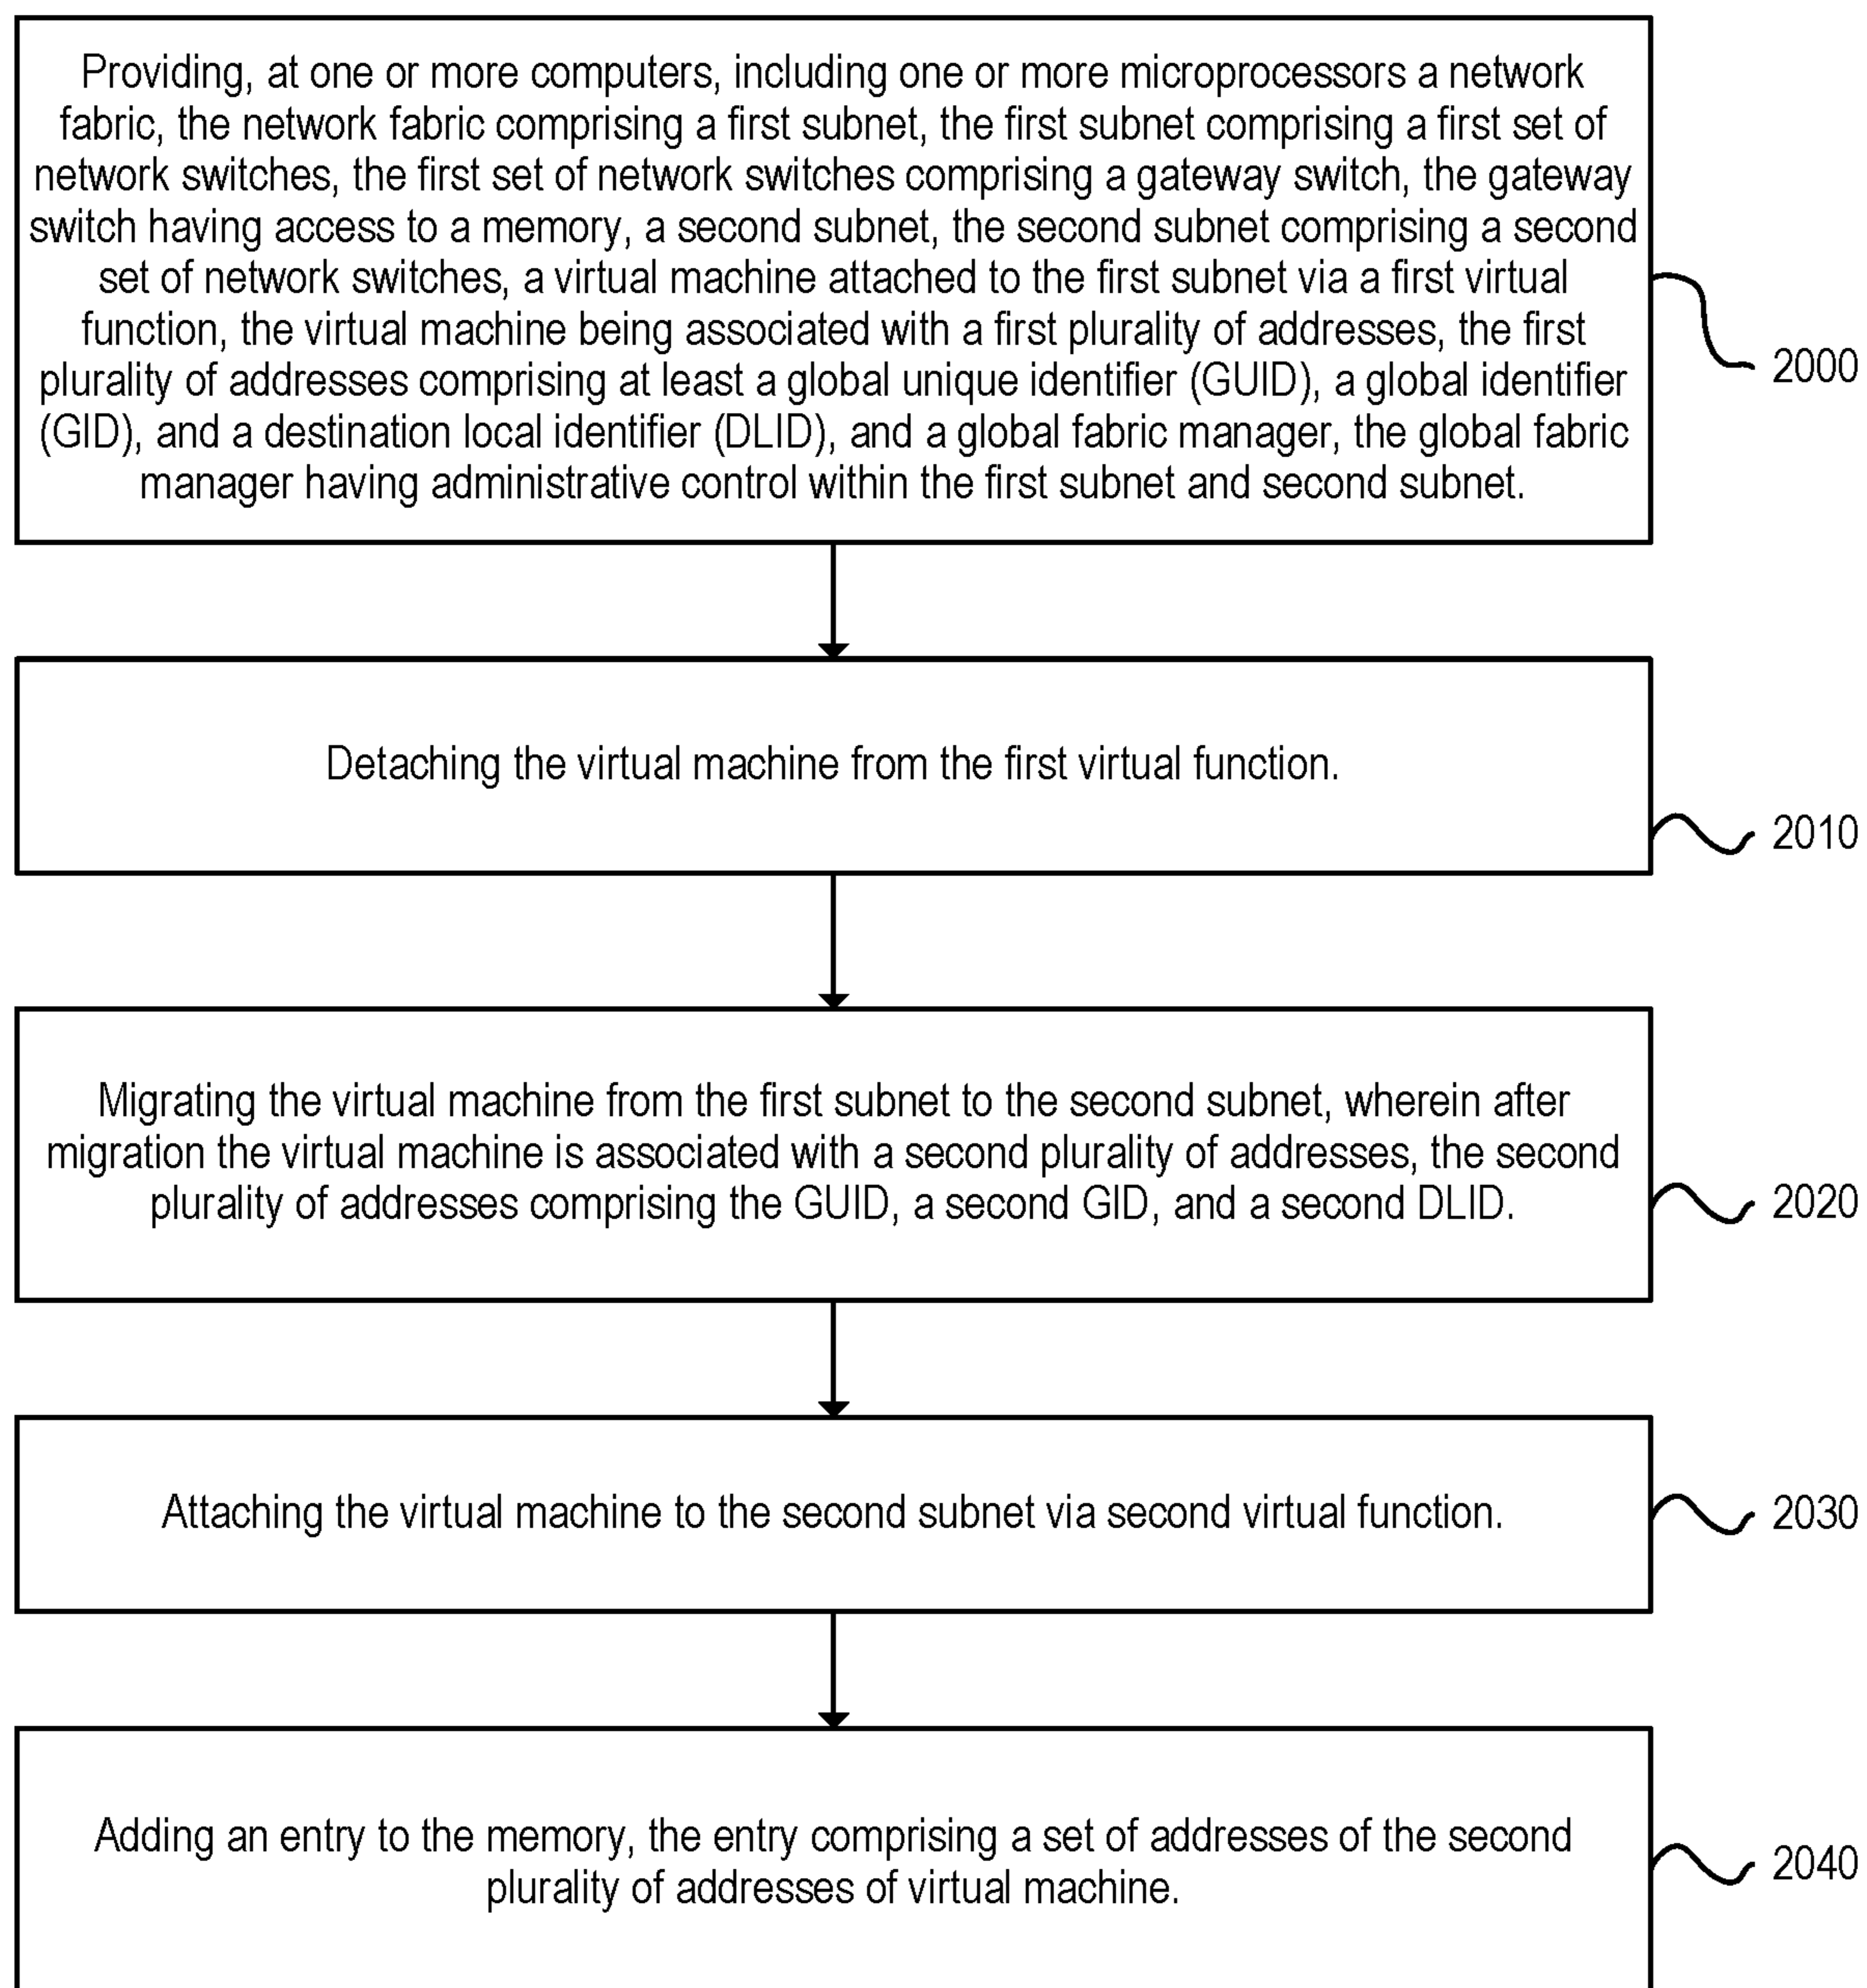 Providing, at one or more computers, including one or more microprocessors a network
fabric, the network fabric comprising a first subnet, the first subnet comprising a first set of
network switches, the first set of network switches comprising a gateway switch, the gateway
switch having access to a memory, a second subnet, the second subnet comprising a second
set of network switches, a virtual machine attached to the first subnet via a first virtual
function, the virtual machine being associated with a first plurality of addresses, the first
plurality of addresses comprising at least a global unique identifier (GUID), a global identifier
(GID), and a destination local identifier (DLID), and a global fabric manager, the global fabric
manager having administrative control within the first subnet and second subnet.
2000
Detaching the virtual machine from the first virtual function.
2010
Migrating the virtual machine from the first subnet to the second subnet, wherein after
migration the virtual machine is associated with a second plurality of addresses, the second
plurality of addresses comprising the GUID, a second GID, and a second DLID.
2020
Attaching the virtual machine to the second subnet via second virtual function.
2030
Adding an entry to the memory, the entry comprising a set of addresses of the second
plurality of addresses of virtual machine.
2040